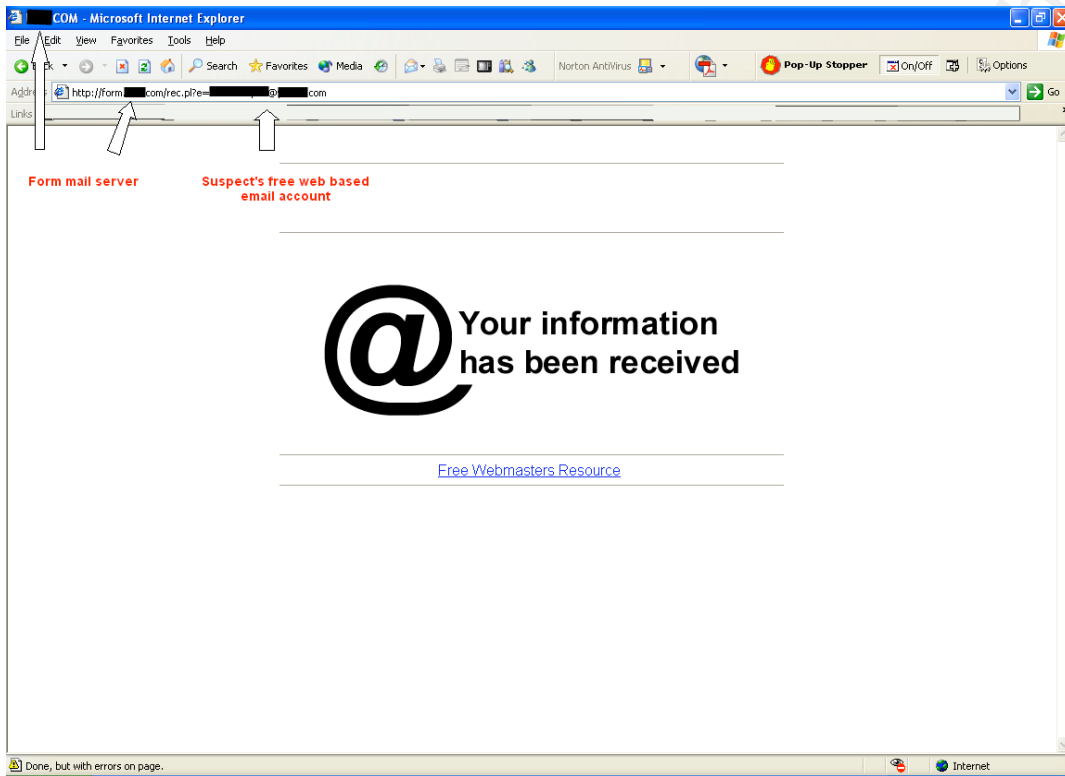 COM - Microsoft Internet Explorer
File Edit View Favorites Tools Help
Search Favorites Media Norton AntiVirus Pop-Up Stopper On/Off Options
http://form. com/rec.pl?e= @ com Go
Links
Form mail server
Suspect's free web based
email account
@
Your information
has been received
Free Webmasters Resource
Done, but with errors on page. Internet